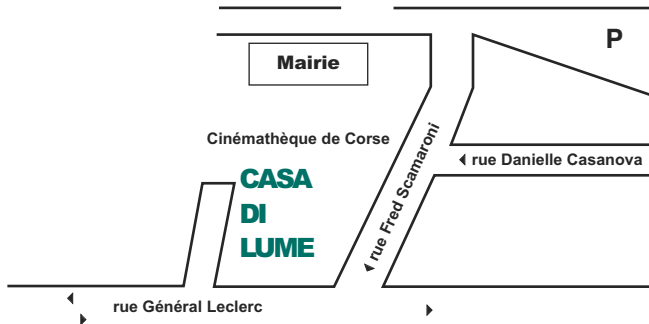 P
Mairie
Cinémathèque de Corse
CASA
DI
LUME
rue Fred Scamaroni
rue Danielle Casanova
rue Général Leclerc